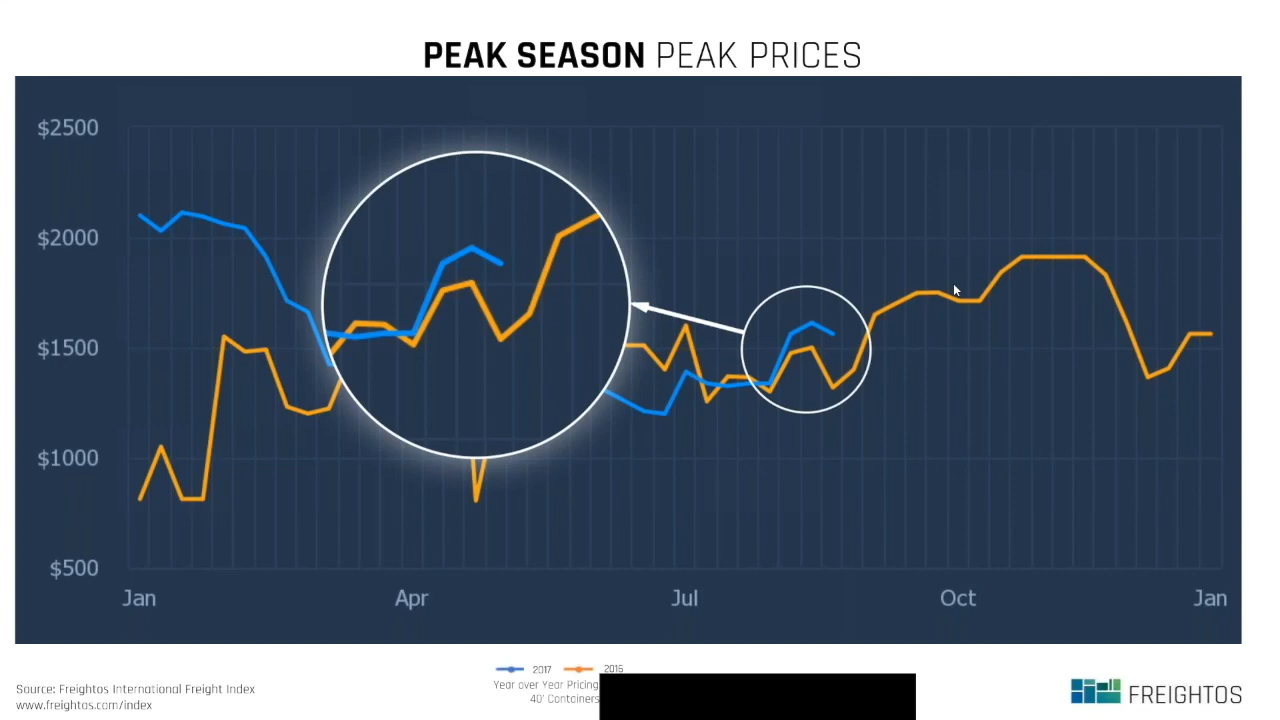 PEAK SEASON PEAK PRICES
$2500
$2000
$1500
$1000
$500
Jan Apr Jul Oct Jan
2017 2016
Year over Year Pricing
40' Containers
Source: Freightos International Freight Index
www.freightos.com/index
FREIGHTOS